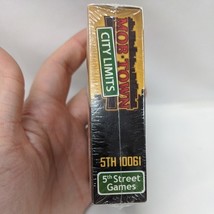 MOB TOWN
CITY LIMITS
5TH 10061
5th Street
Games